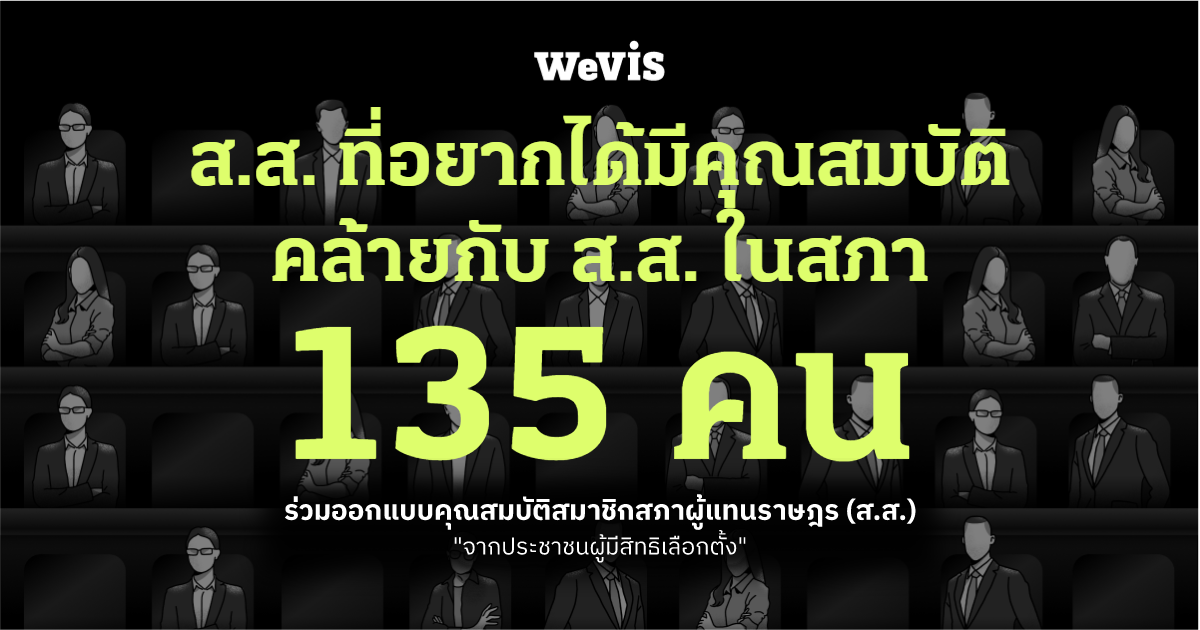 WeVIS
ส.ส. ที่อยากได้มีคุณสมบัติ
คล้ายกับ ส.ส. ในสภา
135 คน
ร่วมออกแบบคุณสมบัติสมาชิกสภาผู้แทนราษฎร (ส.ส.)
"จากประชาชนผู้มีสิทธิเลือกตั้ง"